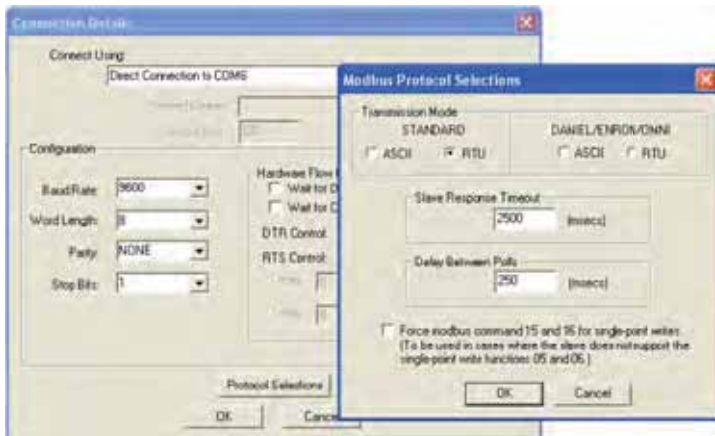 Connection Details
Connect Using:
Direct Connection to COM6
Configuration
Baud Rate: 9600
Word Length: 8
Parity: NONE
Stop Bits: 1
Hardware Flow
Wait for D
Wait for C
DTR Control:
RTS Control:
Protocol Selections
OK Cancel
Modbus Protocol Selections
Transmission Mode
STANDARD DANIEL/ENRON/OMNI
ASCII RTU ASCII RTU
Slave Response Timeout
2500 (msecs)
Delay Between Polls
250 (msecs)
Force modbus command 15 and 16 for single-point writes.
(To be used in cases where the slave does not support the
single-point write functions 05 and 06.)
OK Cancel